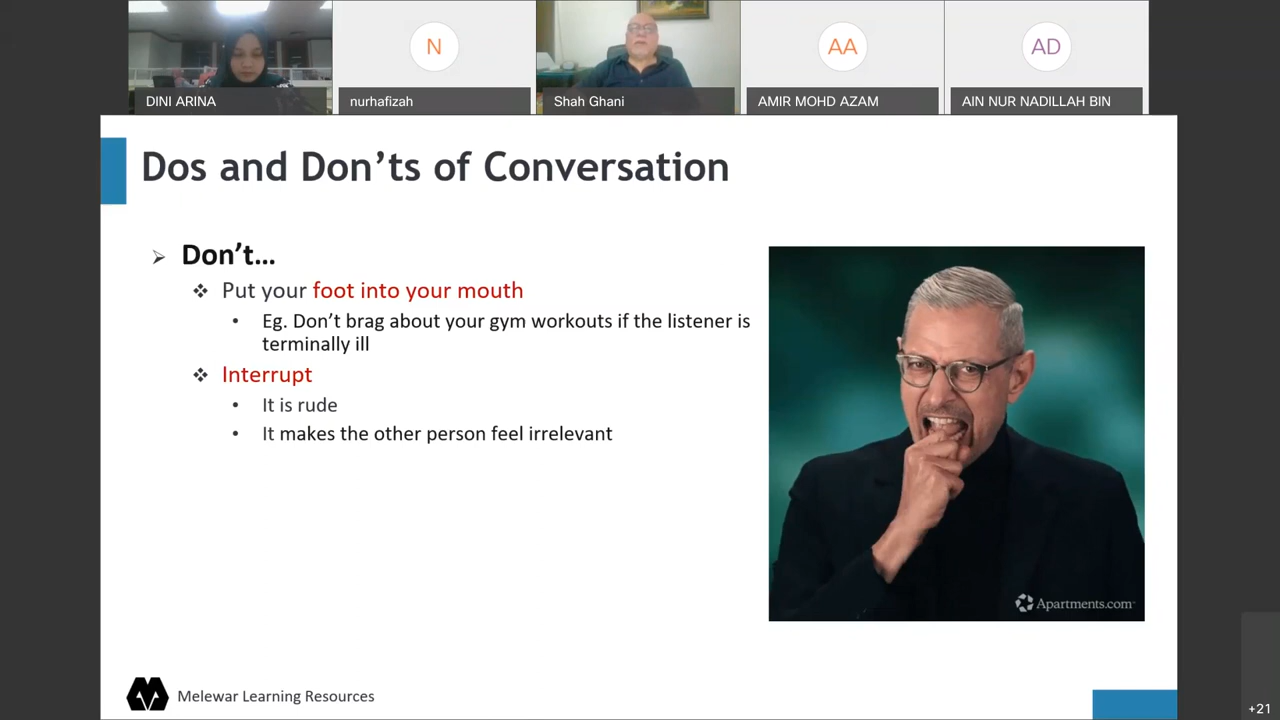 N
AA
AD
DINI ARINA
nurhafizah
Shah Ghani
AMIR MOHD AZAM
AIN NUR NADILLAH BIN
Dos and Don’ts of Conversation
Don’t…
Put your foot into your mouth
Eg. Don’t brag about your gym workouts if the listener is
terminally ill
Interrupt
It is rude
It makes the other person feel irrelevant
Apartments.com
Melewar Learning Resources
+21